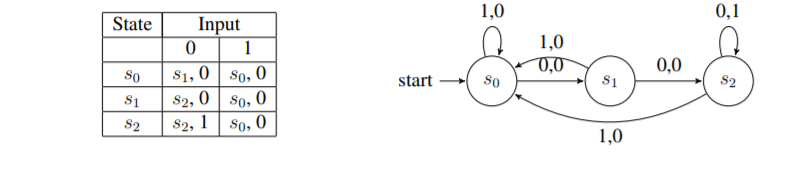 State Input
0 1
s₀ s₁, 0 s₀, 0
s₁ s₂, 0 s₀, 0
s₂ s₂, 1 s₀, 0
1,0 0,1
1,0
0,0 0,0
start s₀ s₁ s₂
1,0